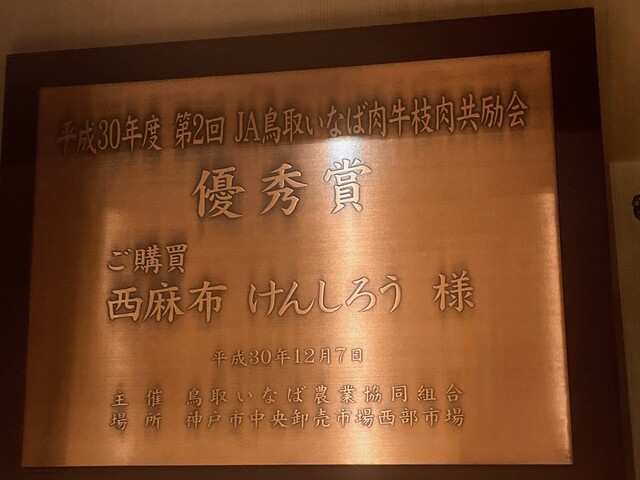 平成30年度 第2回 JA鳥取いなば肉牛枝肉共励会
優秀賞
ご購買
西麻布 けんしろう 様
平成30年12月7日
主催 鳥取いなば農業協同組合
場所 神戸市中央卸売市場西部市場